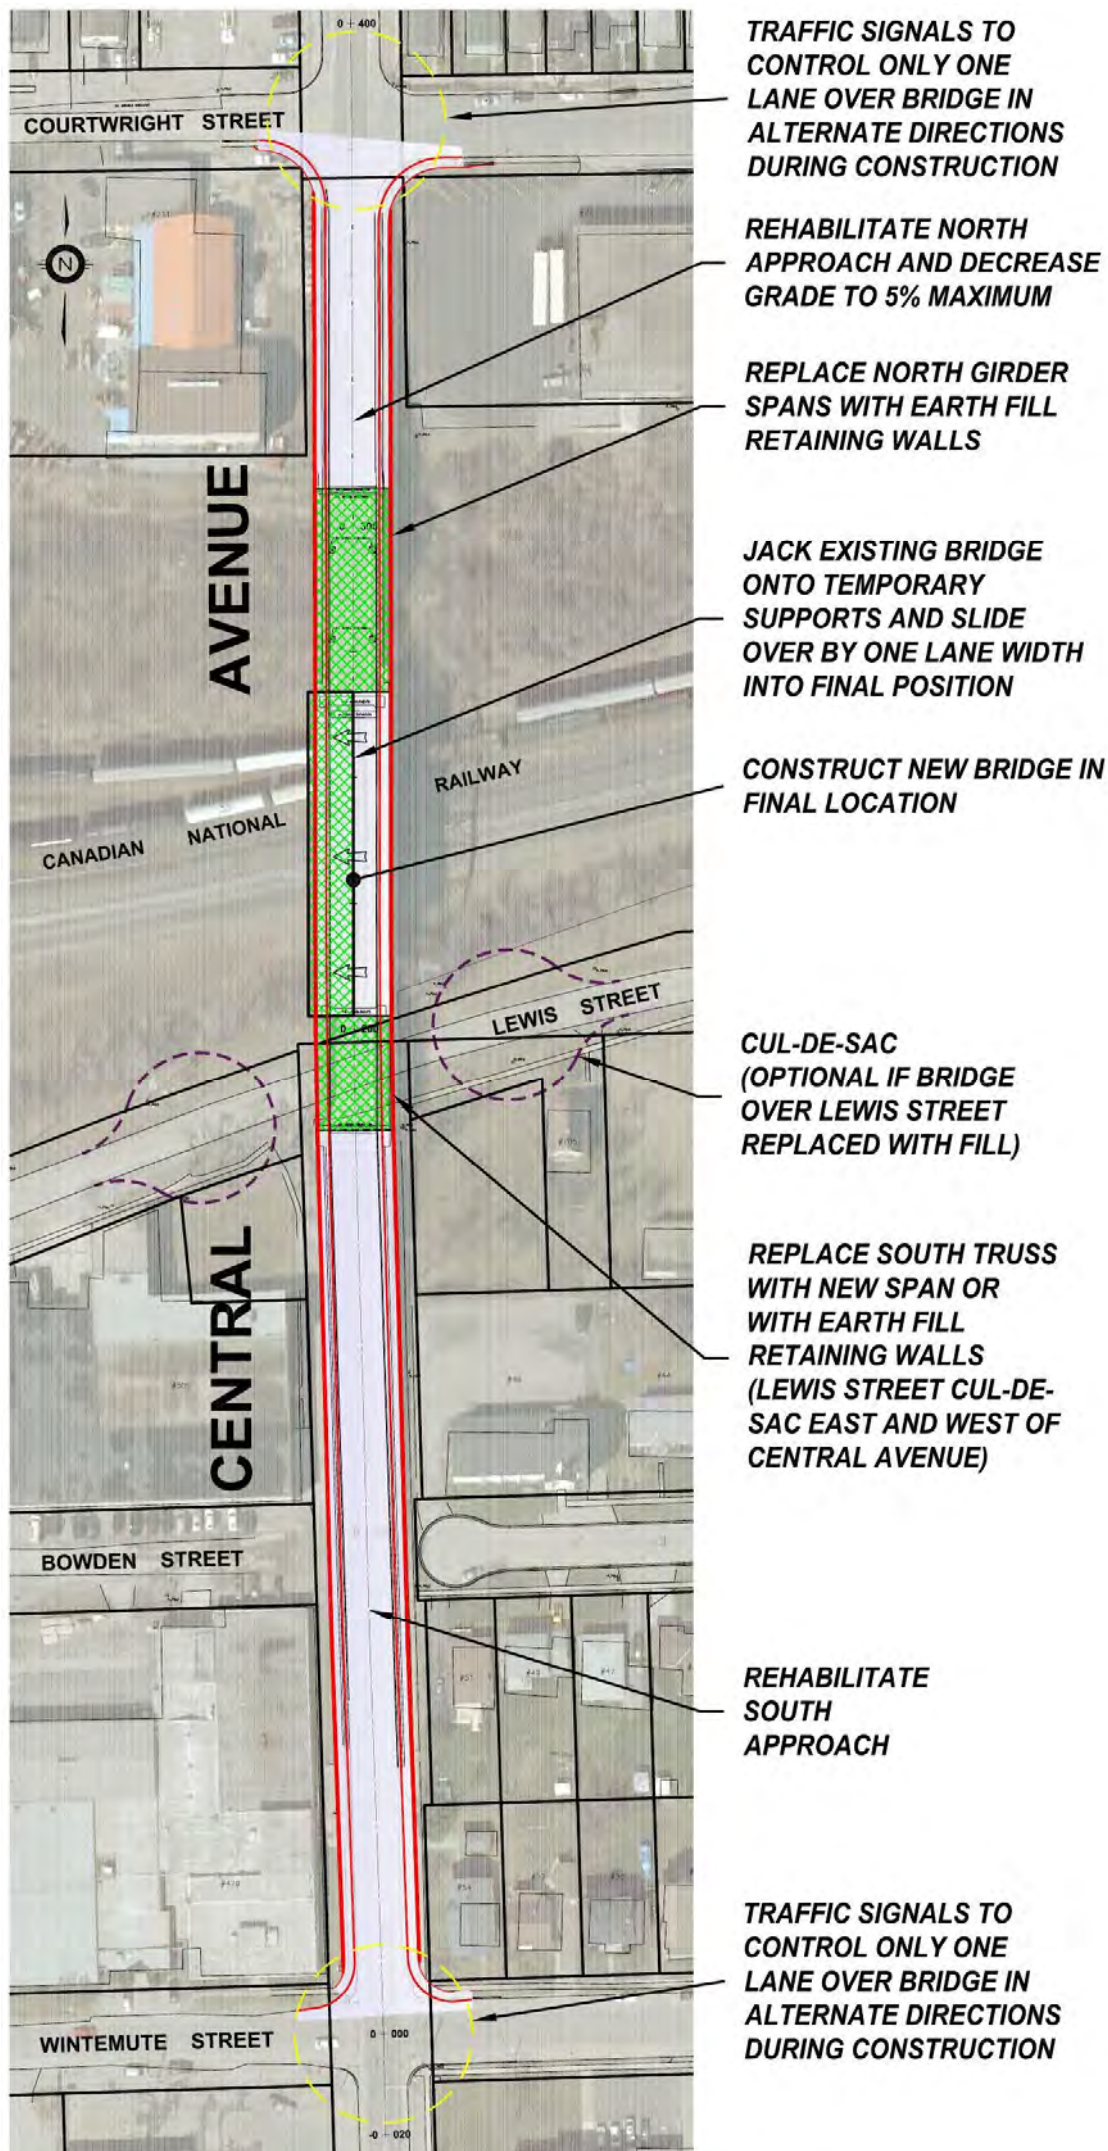 0 + 400
TRAFFIC SIGNALS TO
CONTROL ONLY ONE
LANE OVER BRIDGE IN
ALTERNATE DIRECTIONS
DURING CONSTRUCTION
COURTWRIGHT STREET
N
REHABILITATE NORTH
APPROACH AND DECREASE
GRADE TO 5% MAXIMUM
REPLACE NORTH GIRDER
SPANS WITH EARTH FILL
RETAINING WALLS
AVENUE
0 + 300
JACK EXISTING BRIDGE
ONTO TEMPORARY
SUPPORTS AND SLIDE
OVER BY ONE LANE WIDTH
INTO FINAL POSITION
CANADIAN NATIONAL RAILWAY
CONSTRUCT NEW BRIDGE IN
FINAL LOCATION
LEWIS STREET
0 + 200
CUL-DE-SAC
(OPTIONAL IF BRIDGE
OVER LEWIS STREET
REPLACED WITH FILL)
CENTRAL
REPLACE SOUTH TRUSS
WITH NEW SPAN OR
WITH EARTH FILL
RETAINING WALLS
(LEWIS STREET CUL-DE-
SAC EAST AND WEST OF
CENTRAL AVENUE)
BOWDEN STREET
REHABILITATE
SOUTH
APPROACH
TRAFFIC SIGNALS TO
CONTROL ONLY ONE
LANE OVER BRIDGE IN
ALTERNATE DIRECTIONS
DURING CONSTRUCTION
WINTEMUTE STREET
0 + 000
-0 + 020